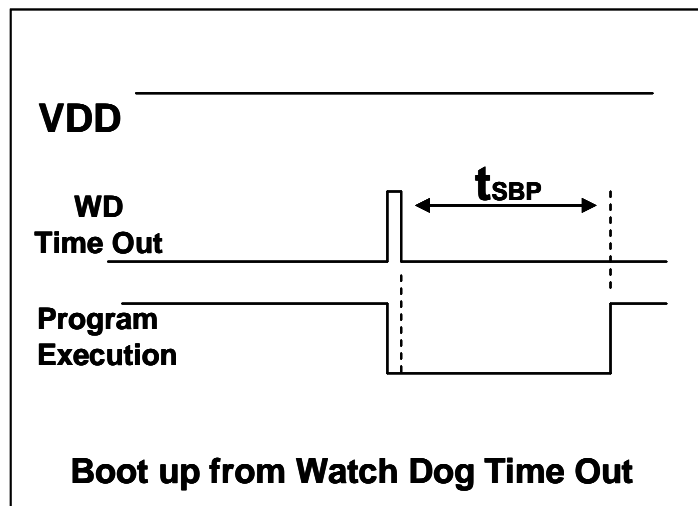 VDD
tSBP
WD
Time Out
Program
Execution
Boot up from Watch Dog Time Out